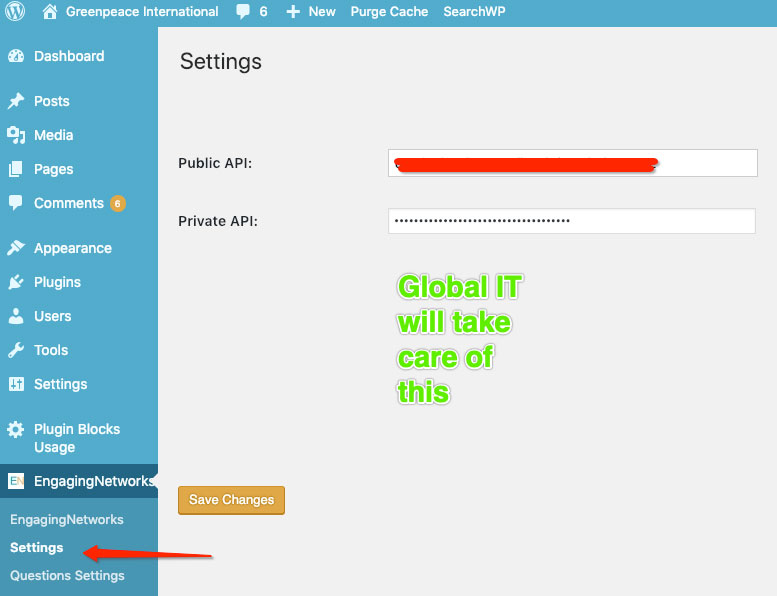 Greenpeace International 6 New Purge Cache SearchWP
Dashboard
Posts
Media
Pages
Comments 6
Appearance
Plugins
Users
Tools
Settings
Plugin Blocks
Usage
EN EngagingNetworks
EngagingNetworks
Settings
Questions Settings
Settings
Public API:
Private API: ••••••••••••••••••••••••••••••••••••
Global IT
will take
care of
this
Save Changes